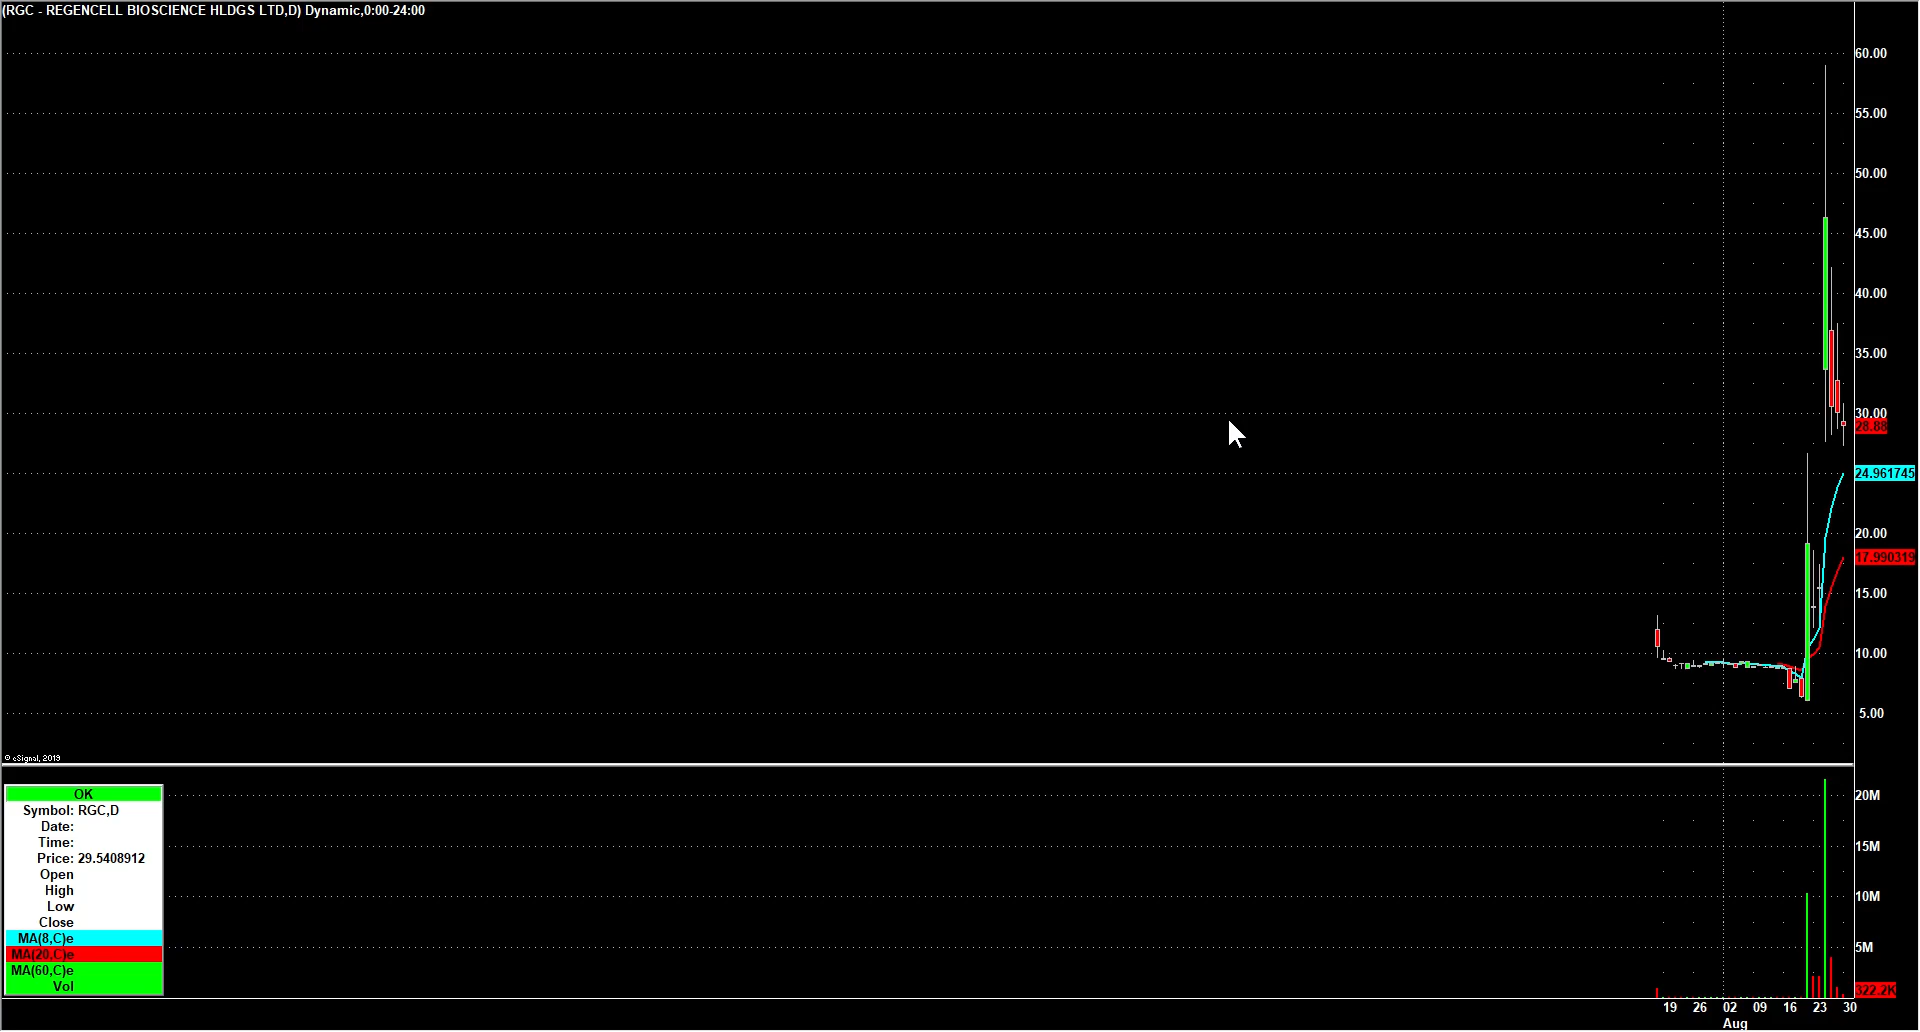 (RGC - REGENCELL BIOSCIENCE HLDGS LTD,D) Dynamic,0:00-24:00
60.00
55.00
50.00
45.00
40.00
35.00
30.00
28.88
24.961745
20.00
17.990319
15.00
10.00
5.00
© eSignal, 2019
OK
Symbol: RGC,D
Date:
Time:
Price: 29.5408912
Open
High
Low
Close
MA(8,C)e
MA(20,C)e
MA(60,C)e
Vol
20M
15M
10M
5M
322.2K
19 26 02 09 16 23 30
Aug